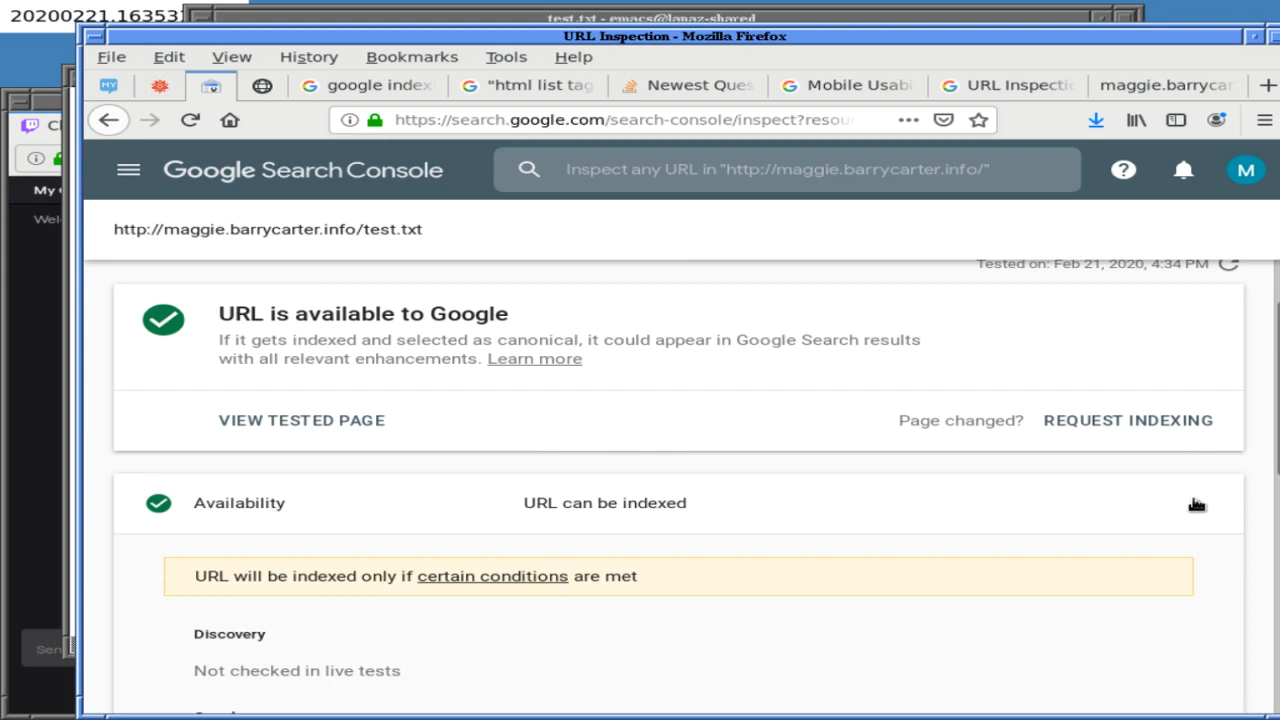 20200221.16353
test.txt - emacs@lanaz-shared
URL Inspection - Mozilla Firefox
File Edit View History Bookmarks Tools Help
google index "html list tag Newest Ques Mobile Usabi URL Inspectio maggie.barrycar
https://search.google.com/search-console/inspect?resou
Google Search Console
Inspect any URL in "http://maggie.barrycarter.info/"
M
http://maggie.barrycarter.info/test.txt
Tested on: Feb 21, 2020, 4:34 PM
URL is available to Google
If it gets indexed and selected as canonical, it could appear in Google Search results
with all relevant enhancements. Learn more
VIEW TESTED PAGE
Page changed? REQUEST INDEXING
Availability
URL can be indexed
URL will be indexed only if certain conditions are met
Discovery
Not checked in live tests
My
Wel
Sen